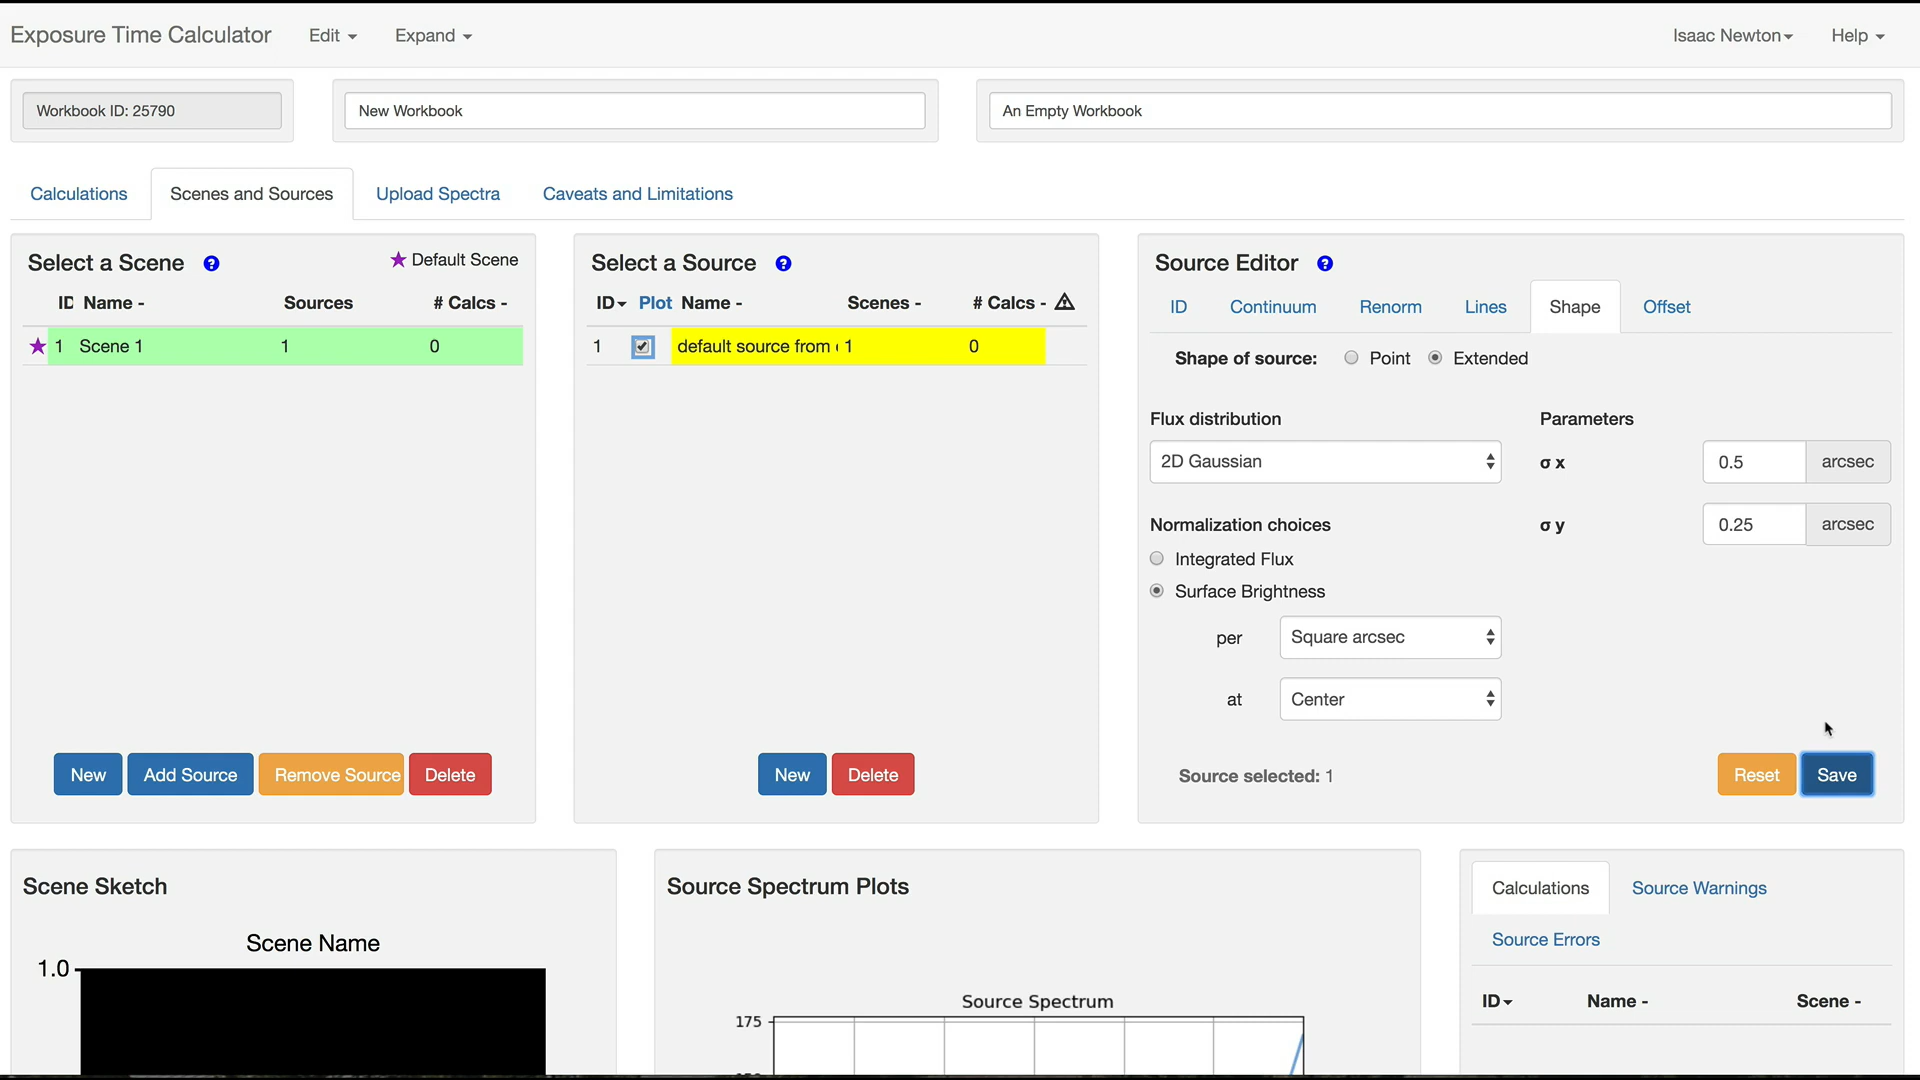 Exposure Time Calculator Edit Expand Isaac Newton Help
Workbook ID: 25790 New Workbook An Empty Workbook
Calculations Scenes and Sources Upload Spectra Caveats and Limitations
Select a Scene ? ★ Default Scene
ID Name - Sources # Calcs -
★ 1 Scene 1 1 0
New Add Source Remove Source Delete
Select a Source ?
ID Plot Name - Scenes - # Calcs -
1 default source from 1 0
New Delete
Source Editor ?
ID Continuum Renorm Lines Shape Offset
Shape of source: Point Extended
Flux distribution Parameters
2D Gaussian σ x 0.5 arcsec
Normalization choices σ y 0.25 arcsec
Integrated Flux
Surface Brightness
per Square arcsec
at Center
Source selected: 1 Reset Save
Scene Sketch
Scene Name
1.0
Source Spectrum Plots
Source Spectrum
175
Calculations Source Warnings
Source Errors
ID Name - Scene -